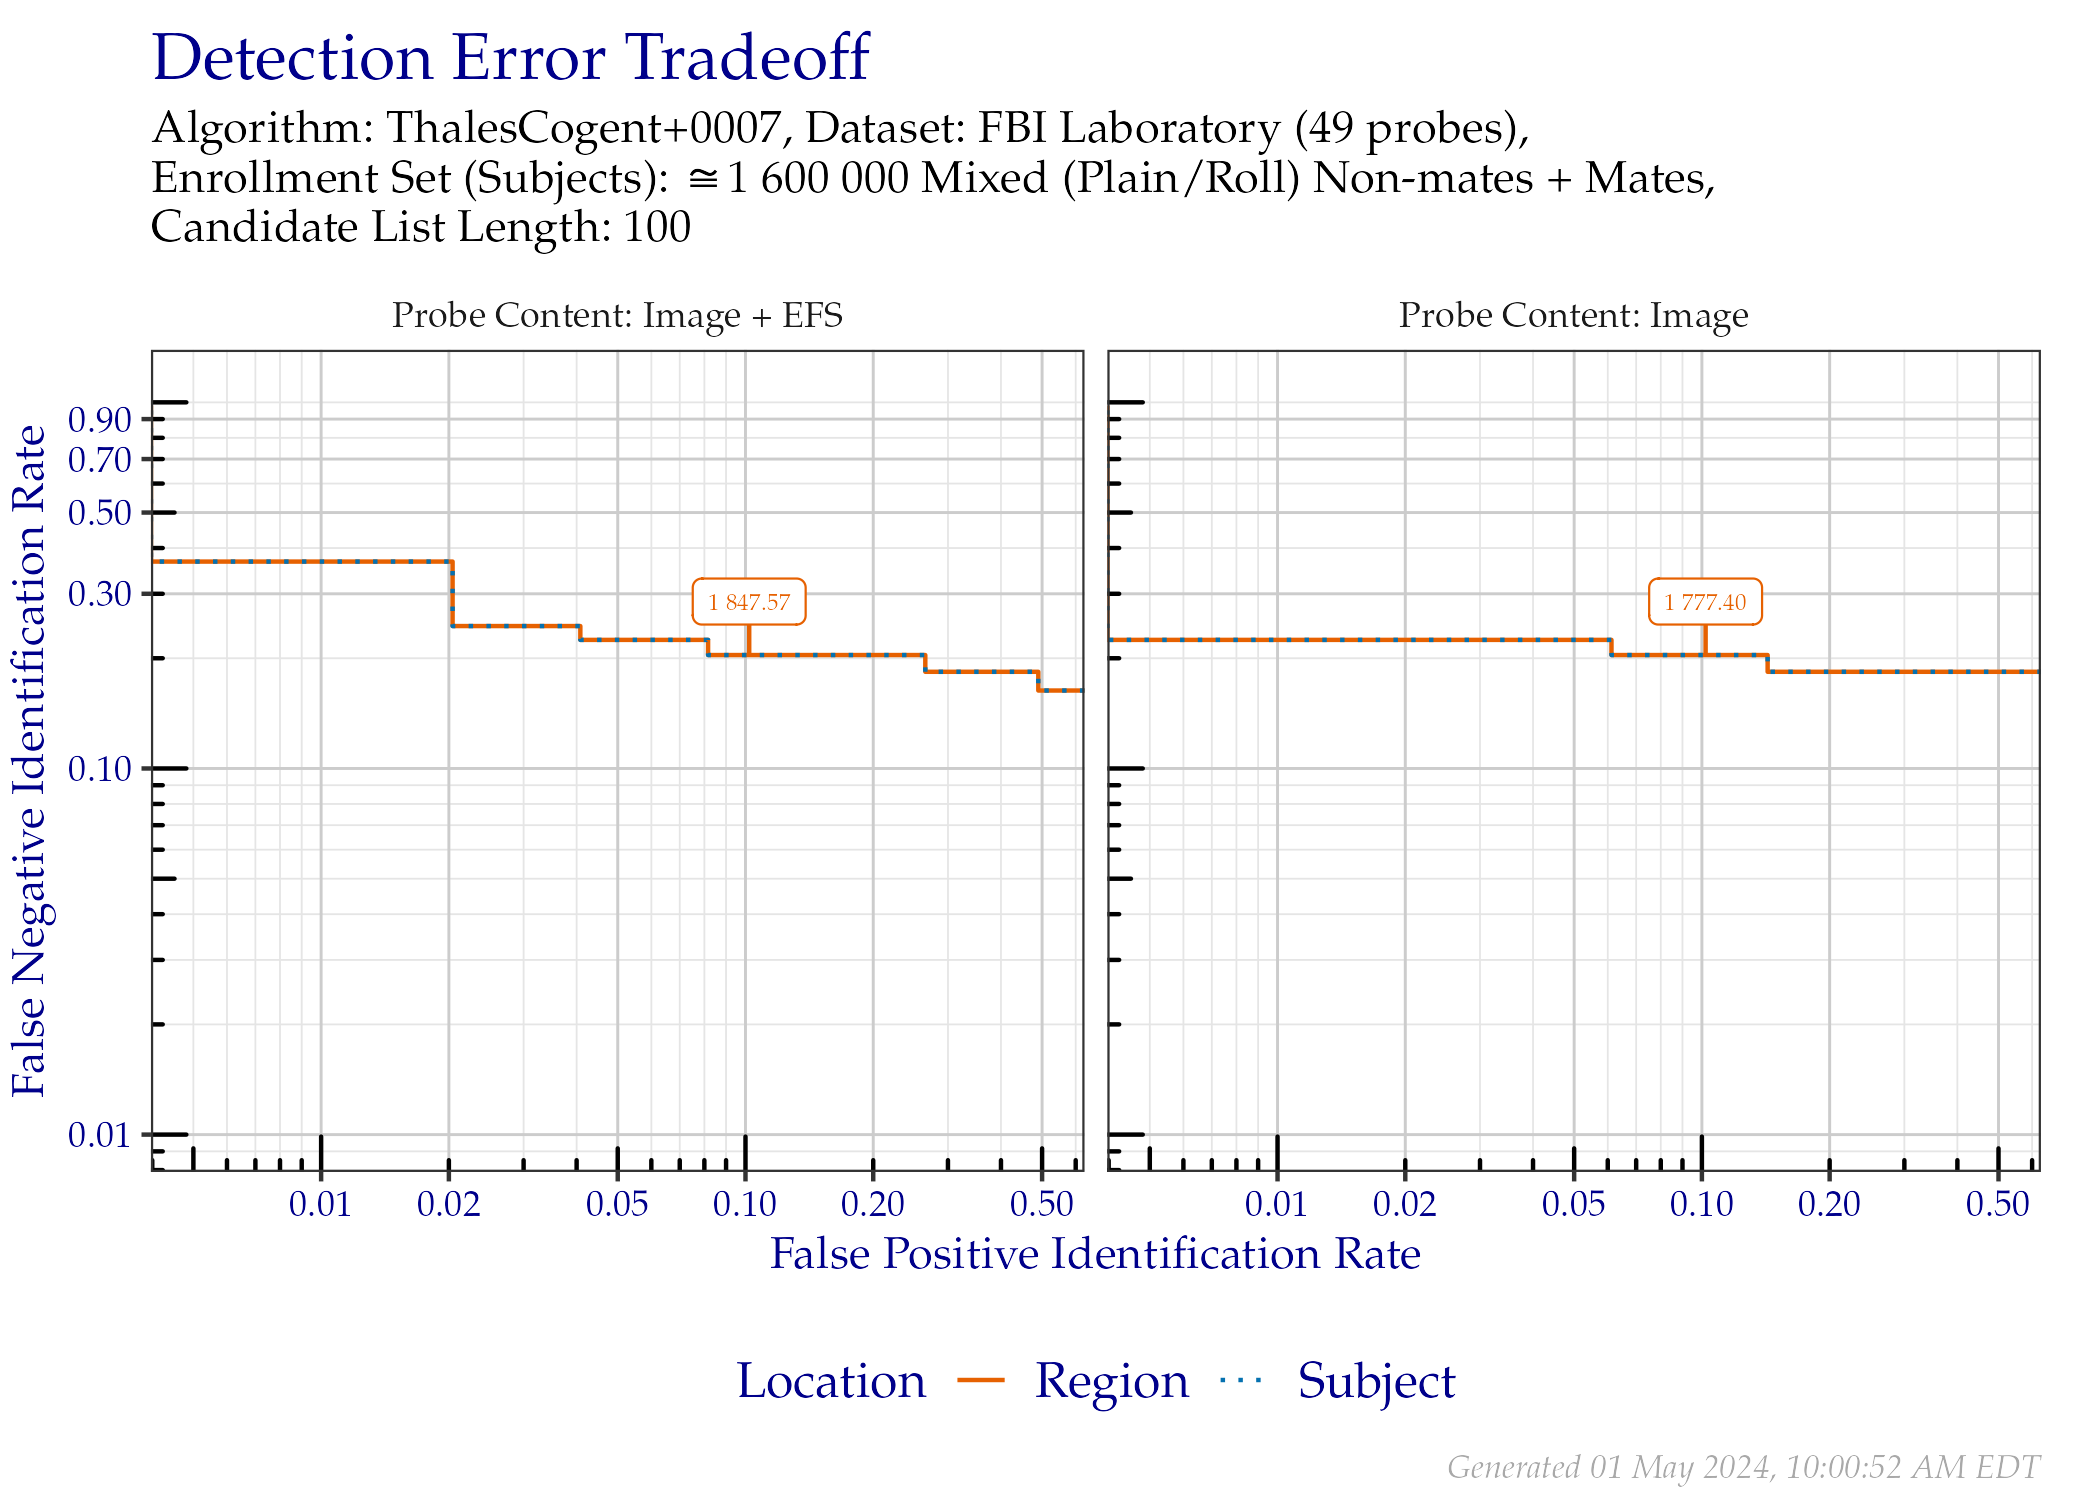 Detection Error Tradeoff
Algorithm: ThalesCogent+0007, Dataset: FBI Laboratory (49 probes),
Enrollment Set (Subjects): ≅1 600 000 Mixed (Plain/Roll) Non-mates + Mates,
Candidate List Length: 100
Probe Content: Image + EFS
Probe Content: Image
False Negative Identification Rate
0.90
0.70
0.50
0.30
0.10
0.01
1 847.57
1 777.40
0.01 0.02 0.05 0.10 0.20 0.50
0.01 0.02 0.05 0.10 0.20 0.50
False Positive Identification Rate
Location Region Subject
Generated 01 May 2024, 10:00:52 AM EDT